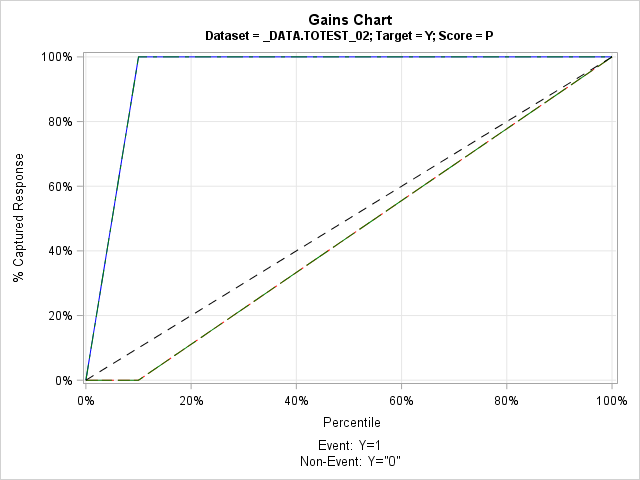 Gains Chart
Dataset = _DATA.TOTEST_02; Target = Y; Score = P
100%
80%
60%
40%
20%
0%
% Captured Response
0%
20%
40%
60%
80%
100%
Percentile
Event: Y=1
Non-Event: Y="0"